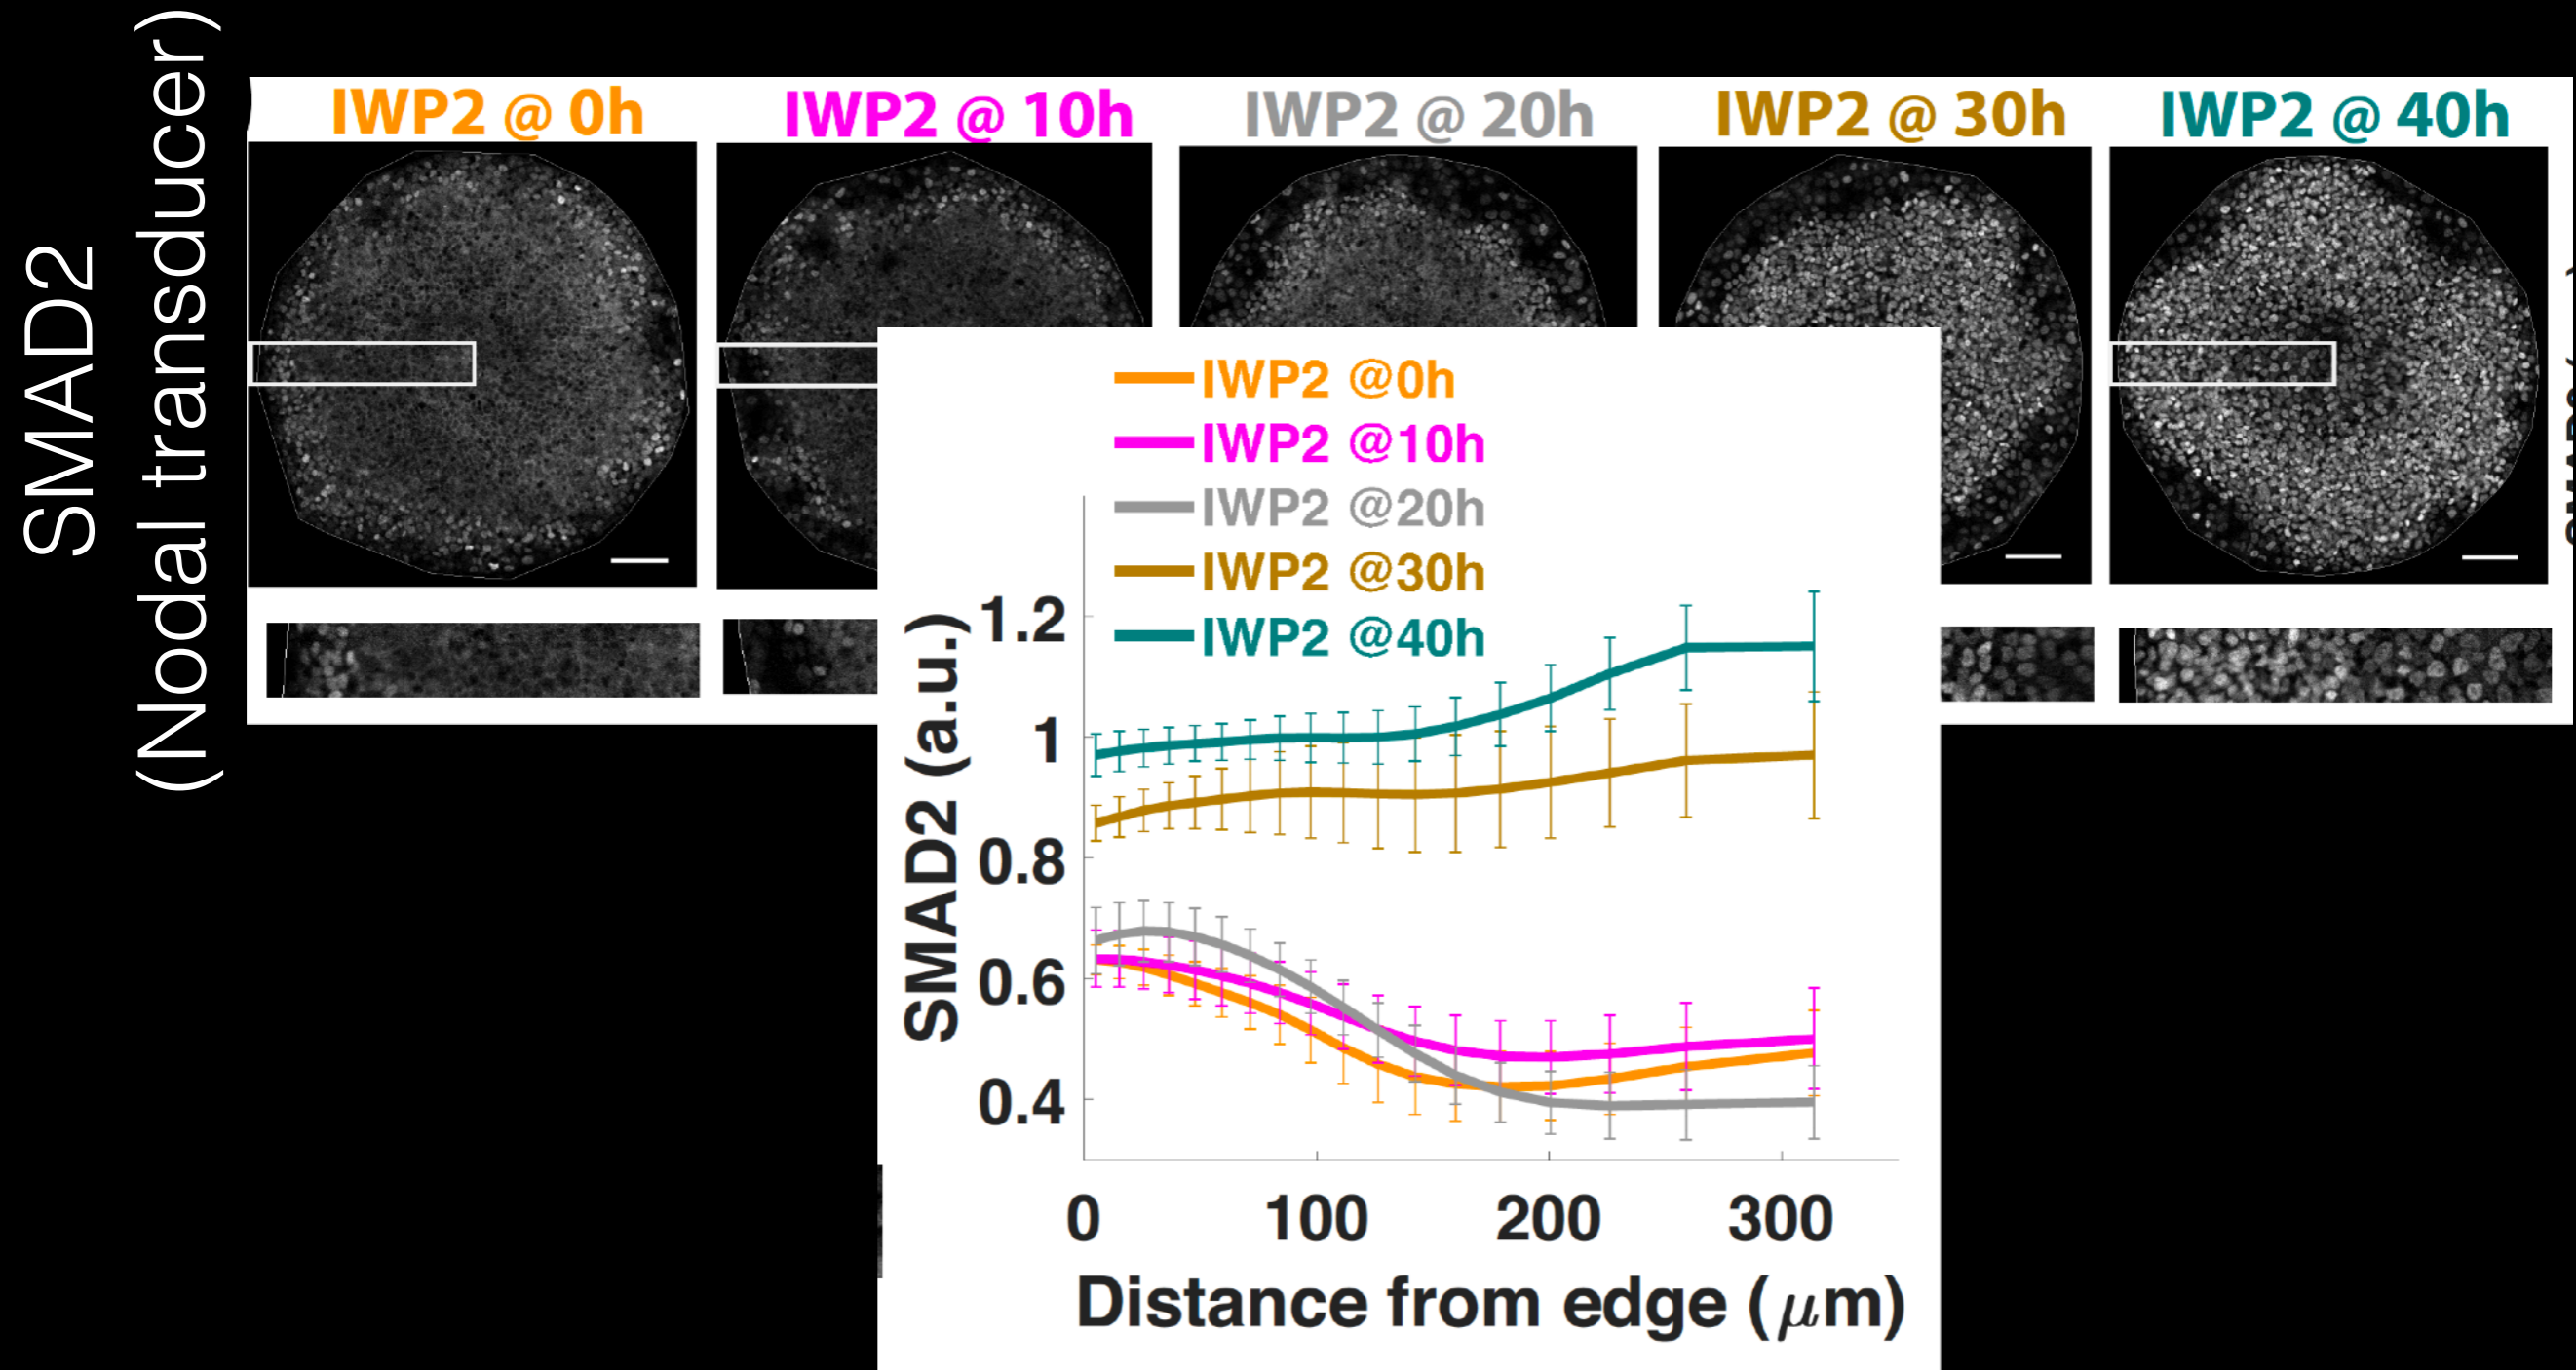 SMAD2
(Nodal transducer)
IWP2 @ 0h
IWP2 @ 10h
IWP2 @ 20h
IWP2 @ 30h
IWP2 @ 40h
IWP2 @0h
IWP2 @10h
IWP2 @20h
IWP2 @30h
IWP2 @40h
SMAD2 (a.u.)
1.2
1
0.8
0.6
0.4
0
100
200
300
Distance from edge (μm)